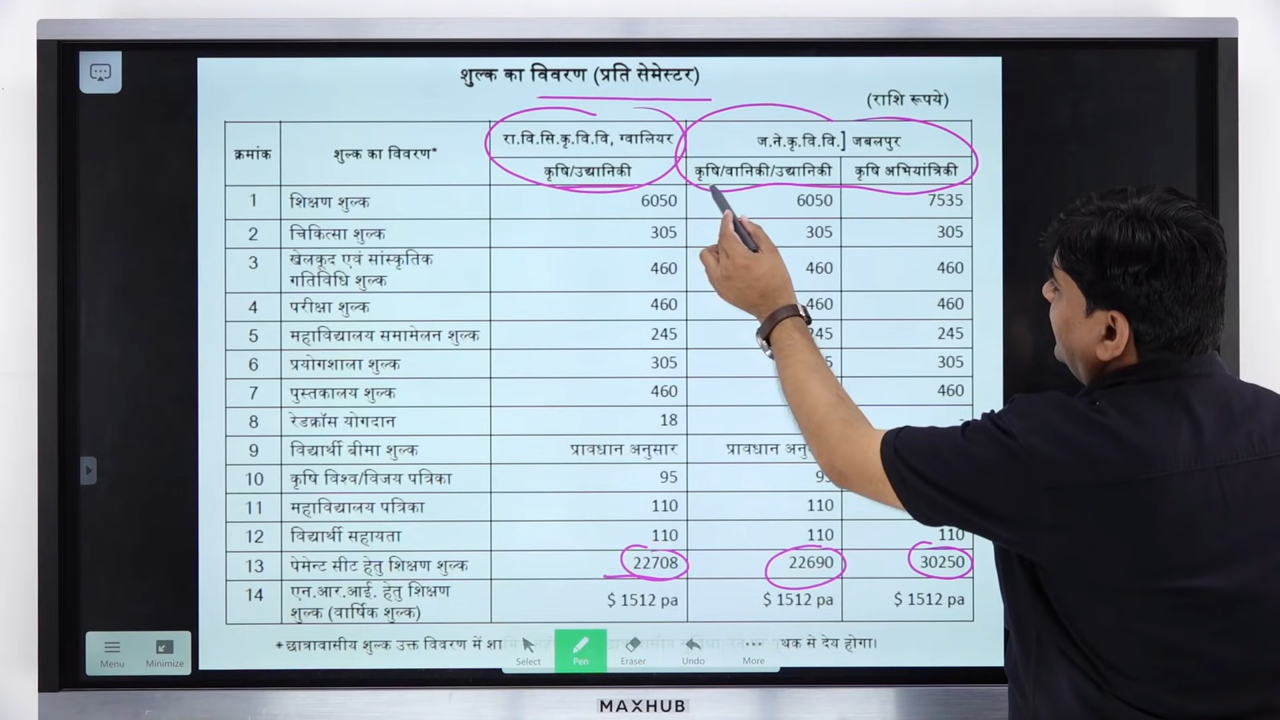 शुल्क का विवरण (प्रति सेमेस्टर)
(राशि रूपये)
क्रमांक शुल्क का विवरण* रा.वि.सि.कृ.वि.वि, ग्वालियर ज.ने.कृ.वि.वि.] जबलपुर
कृषि/उद्यानिकी कृषि/वानिकी/उद्यानिकी कृषि अभियांत्रिकी
1 शिक्षण शुल्क 6050 6050 7535
2 चिकित्सा शुल्क 305 305 305
3 खेलकूद एवं सांस्कृतिक
गतिविधि शुल्क 460 460 460
4 परीक्षा शुल्क 460 460 460
5 महाविद्यालय समामेलन शुल्क 245 245 245
6 प्रयोगशाला शुल्क 305 305
7 पुस्तकालय शुल्क 460 460
8 रेडक्रॉस योगदान 18 -
9 विद्यार्थी बीमा शुल्क प्रावधान अनुसार प्रावधान
10 कृषि विश्व/विजय पत्रिका 95
11 महाविद्यालय पत्रिका 110 110
12 विद्यार्थी सहायता 110 110 110
13 पेमेन्ट सीट हेतु शिक्षण शुल्क 22708 22690 30250
14 एन.आर.आई. हेतु शिक्षण
शुल्क (वार्षिक शुल्क) $ 1512 pa $ 1512 pa $ 1512 pa
*छात्रावासीय शुल्क उक्त विवरण में से देय होगा।
Menu Minimize Select Pen Eraser Undo More
MAXHUB